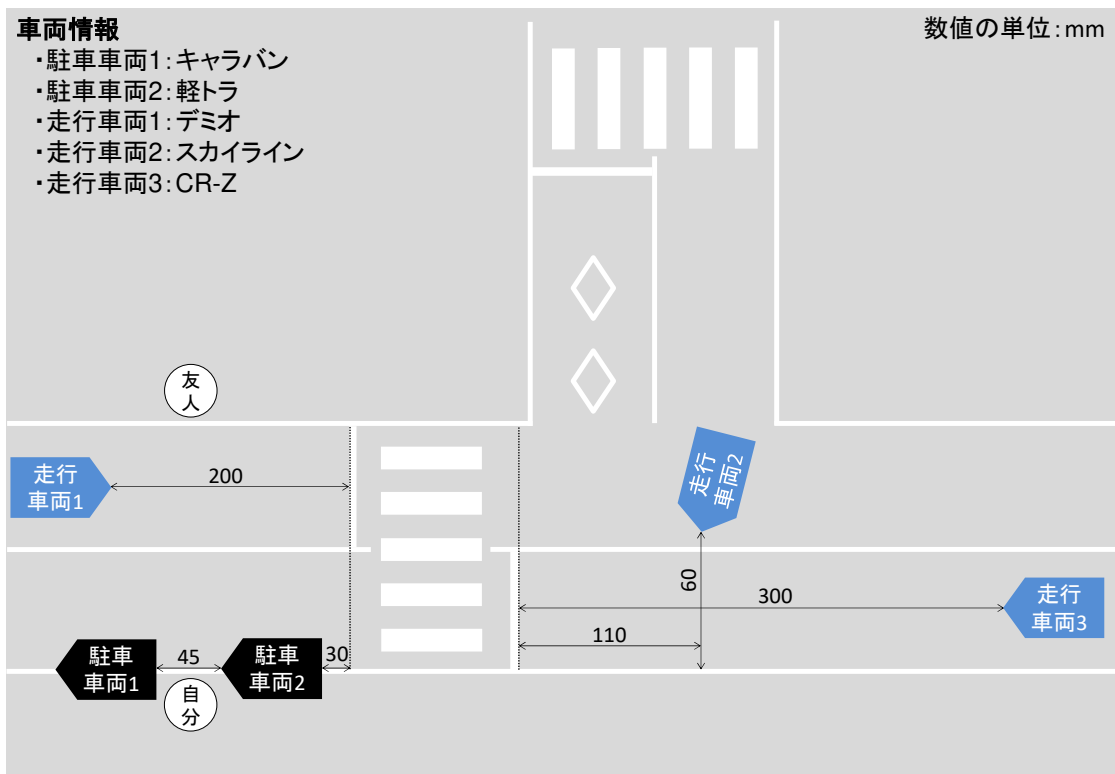 車両情報
・駐車車両1：キャラバン
・駐車車両2：軽トラ
・走行車両1：デミオ
・走行車両2：スカイライン
・走行車両3：CR-Z
数値の単位：mm
友
人
走行
車両1
200
走行
車両2
60
300
走行
車両3
110
駐車
車両1
45
駐車
車両2
30
自
分